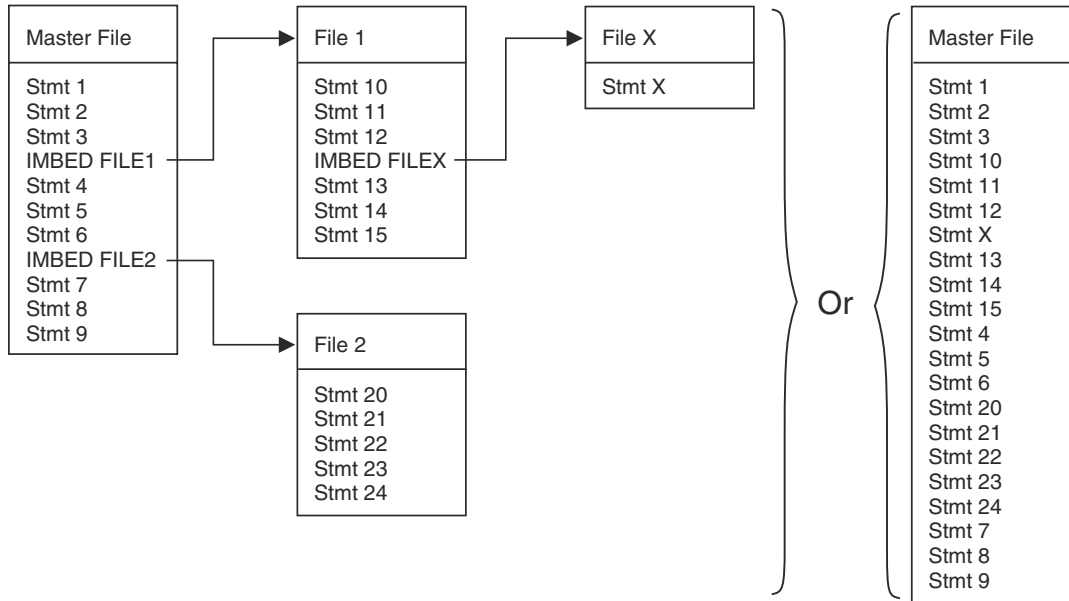 Master File
Stmt 1
Stmt 2
Stmt 3
IMBED FILE1
Stmt 4
Stmt 5
Stmt 6
IMBED FILE2
Stmt 7
Stmt 8
Stmt 9
File 1
Stmt 10
Stmt 11
Stmt 12
IMBED FILEX
Stmt 13
Stmt 14
Stmt 15
File X
Stmt X
File 2
Stmt 20
Stmt 21
Stmt 22
Stmt 23
Stmt 24
Or
Master File
Stmt 1
Stmt 2
Stmt 3
Stmt 10
Stmt 11
Stmt 12
Stmt X
Stmt 13
Stmt 14
Stmt 15
Stmt 4
Stmt 5
Stmt 6
Stmt 20
Stmt 21
Stmt 22
Stmt 23
Stmt 24
Stmt 7
Stmt 8
Stmt 9